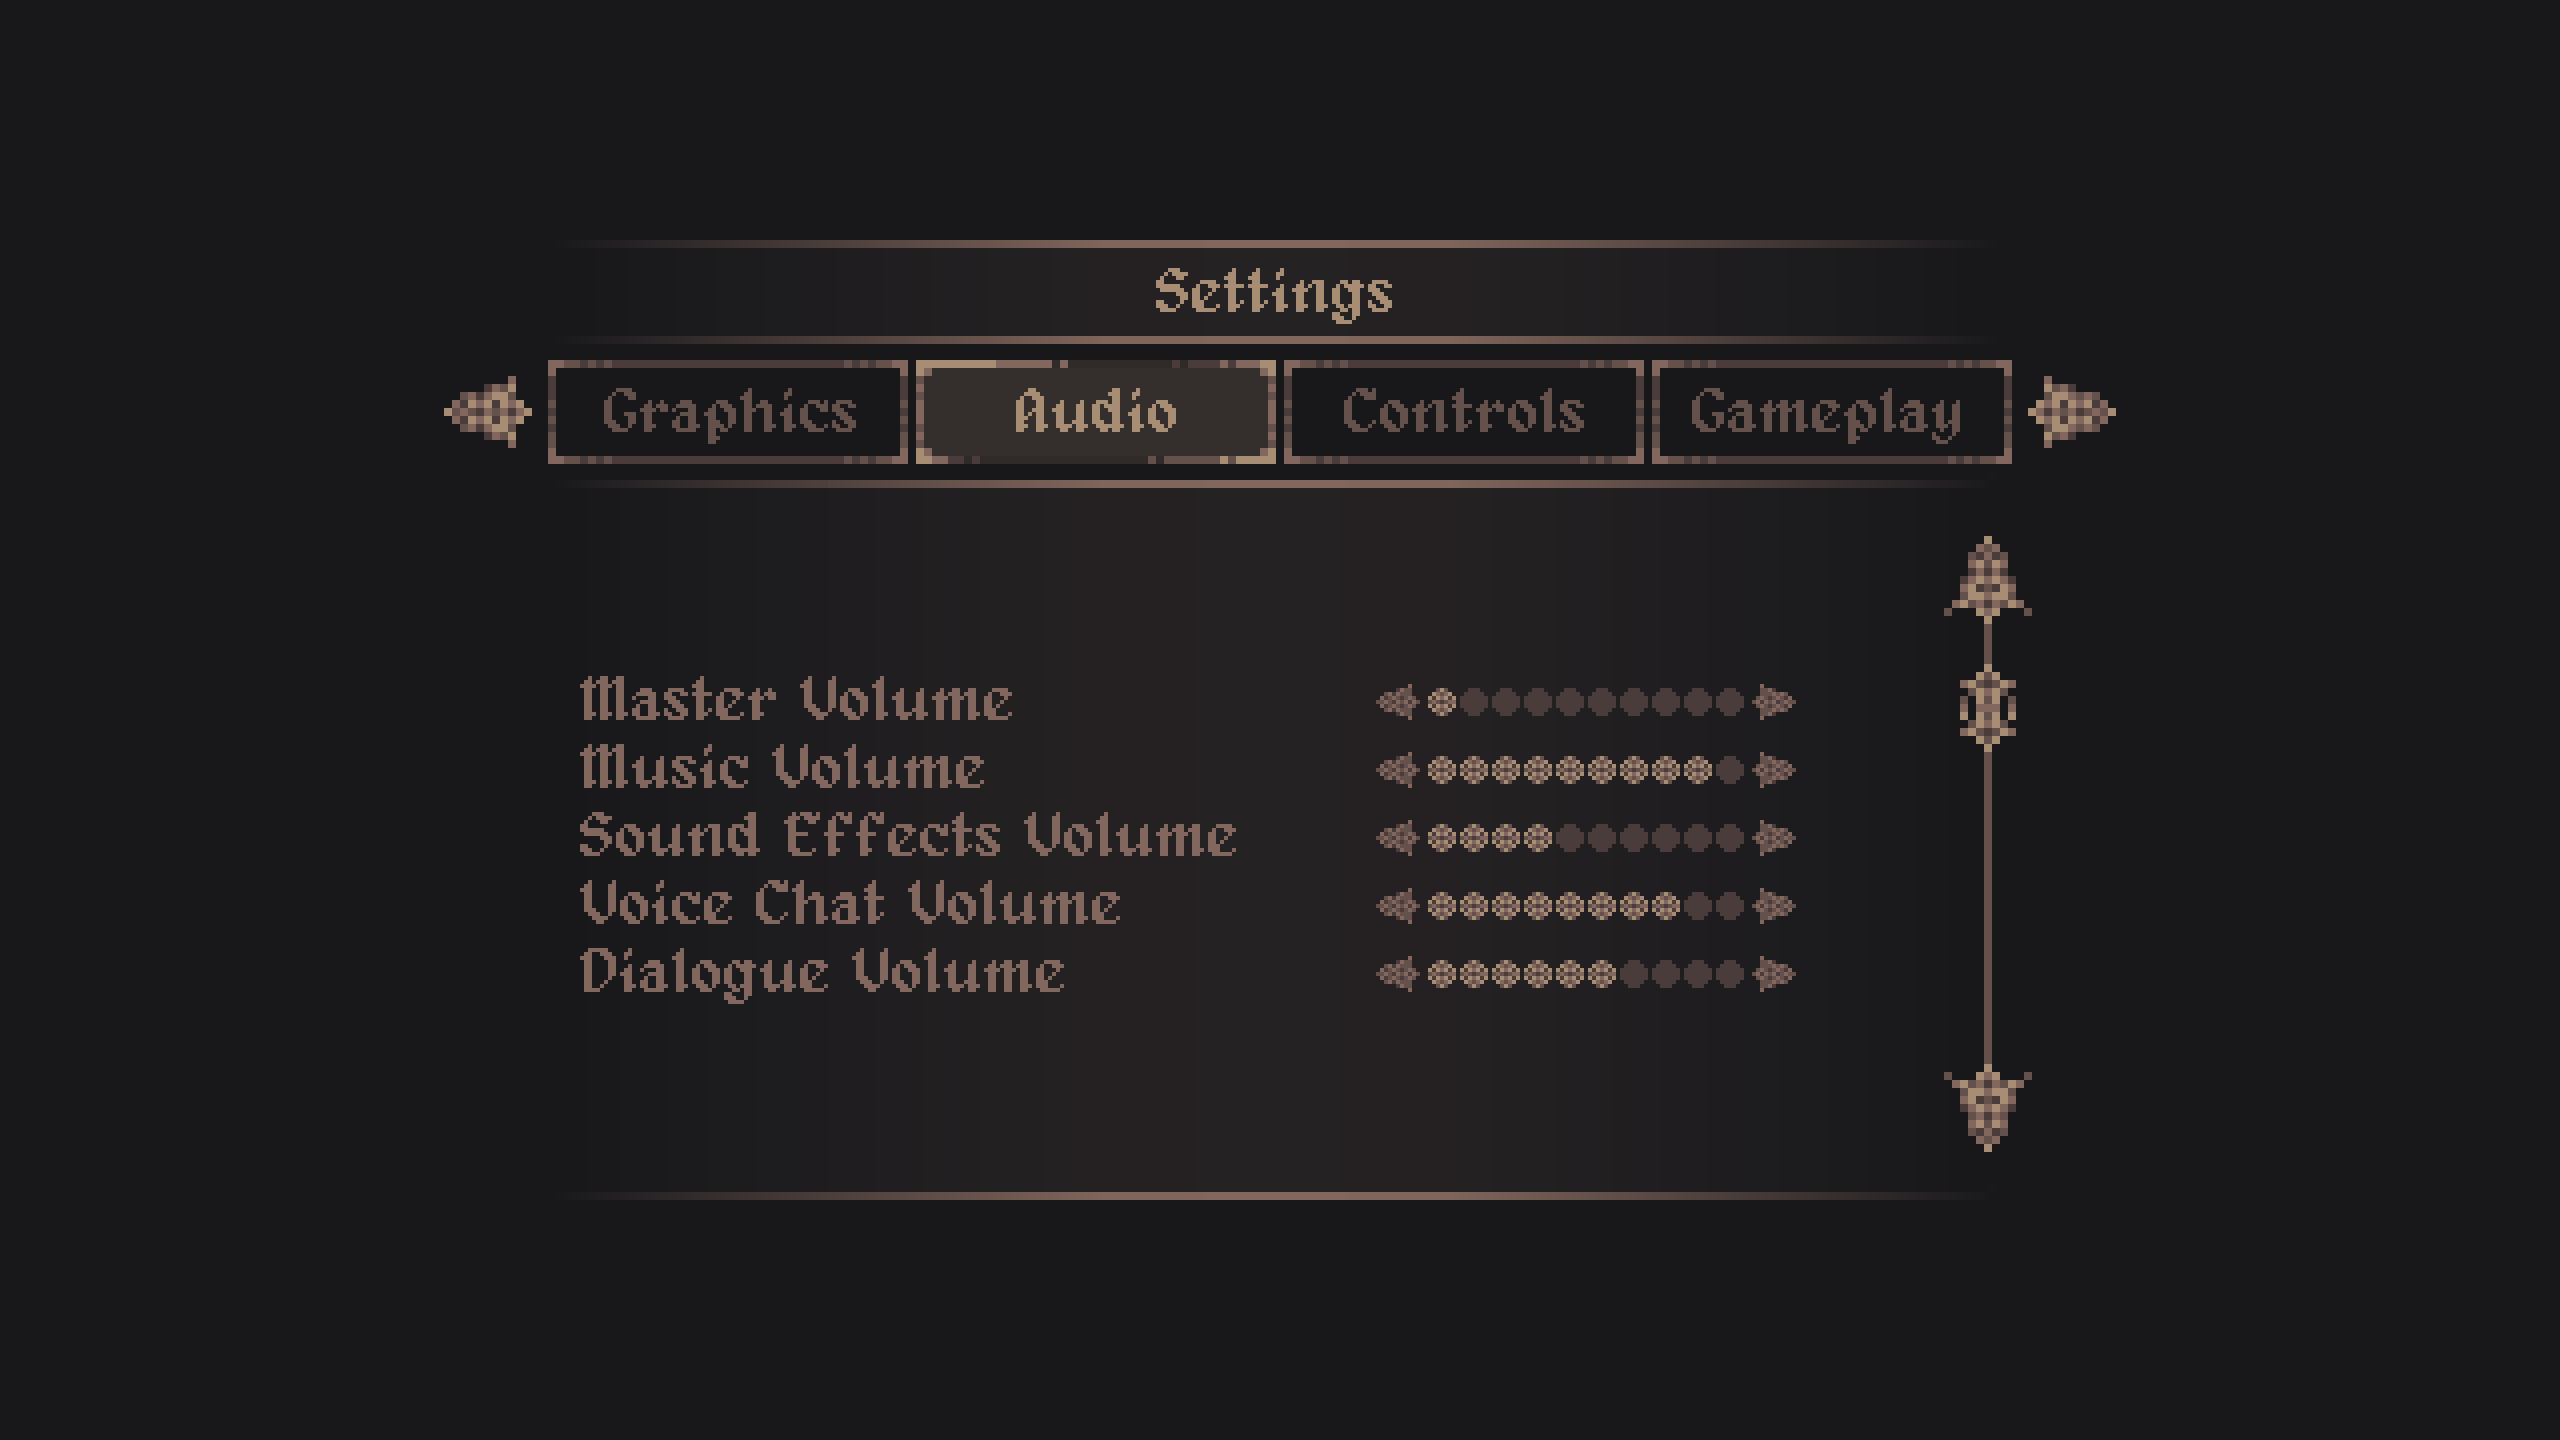 Settings
Graphics Audio Controls Gameplay
Master Volume
Music Volume
Sound Effects Volume
Voice Chat Volume
Dialogue Volume